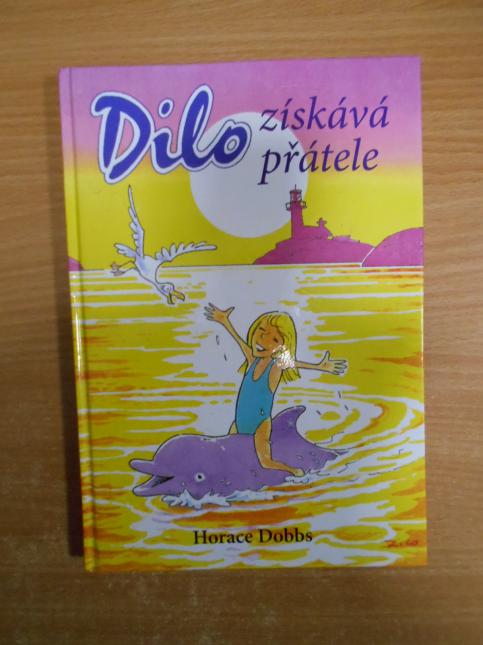 Dilo získává
přátele
Horace Dobbs